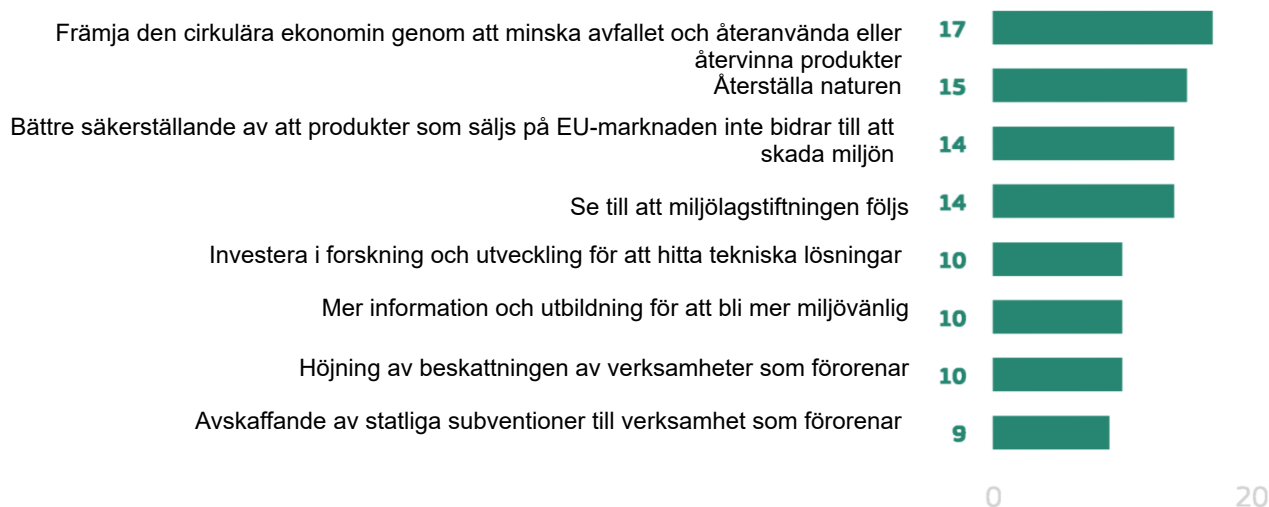 Främja den cirkulära ekonomin genom att minska avfallet och återanvända eller
återvinna produkter
17
Återställa naturen
15
Bättre säkerställande av att produkter som säljs på EU-marknaden inte bidrar till att
skada miljön
14
Se till att miljölagstiftningen följs
14
Investera i forskning och utveckling för att hitta tekniska lösningar
10
Mer information och utbildning för att bli mer miljövänlig
10
Höjning av beskattningen av verksamheter som förorenar
10
Avskaffande av statliga subventioner till verksamhet som förorenar
9
0 20